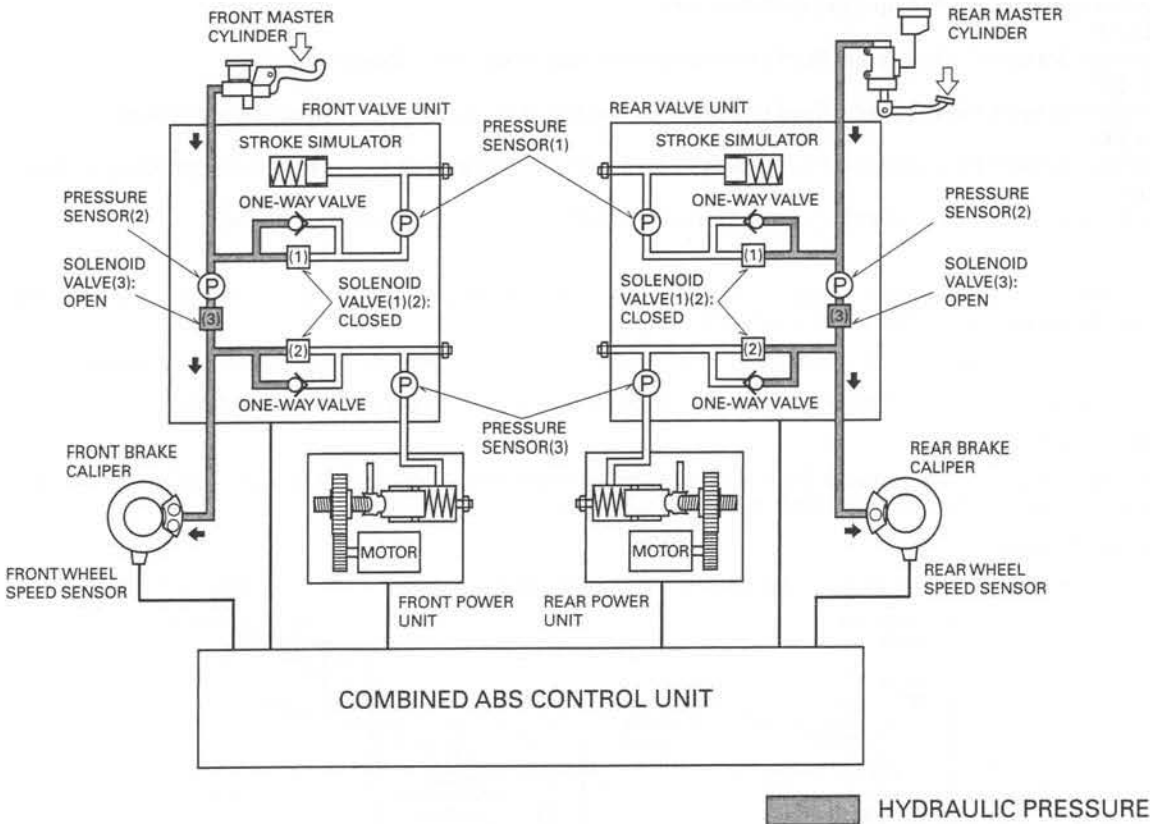 FRONT MASTER
CYLINDER
REAR MASTER
CYLINDER
FRONT VALVE UNIT
REAR VALVE UNIT
STROKE SIMULATOR
PRESSURE
SENSOR(1)
STROKE SIMULATOR
PRESSURE
SENSOR(2)
ONE-WAY VALVE
P
P
ONE-WAY VALVE
PRESSURE
SENSOR(2)
SOLENOID
VALVE(3):
OPEN
P
(1)
SOLENOID
VALVE(1)(2):
CLOSED
SOLENOID
VALVE(1)(2):
CLOSED
(1)
P
SOLENOID
VALVE(3):
OPEN
(3)
(3)
(2)
(2)
ONE-WAY VALVE
P
PRESSURE
SENSOR(3)
P
ONE-WAY VALVE
FRONT BRAKE
CALIPER
REAR BRAKE
CALIPER
MOTOR
MOTOR
FRONT WHEEL
SPEED SENSOR
FRONT POWER
UNIT
REAR POWER
UNIT
REAR WHEEL
SPEED SENSOR
COMBINED ABS CONTROL UNIT
HYDRAULIC PRESSURE